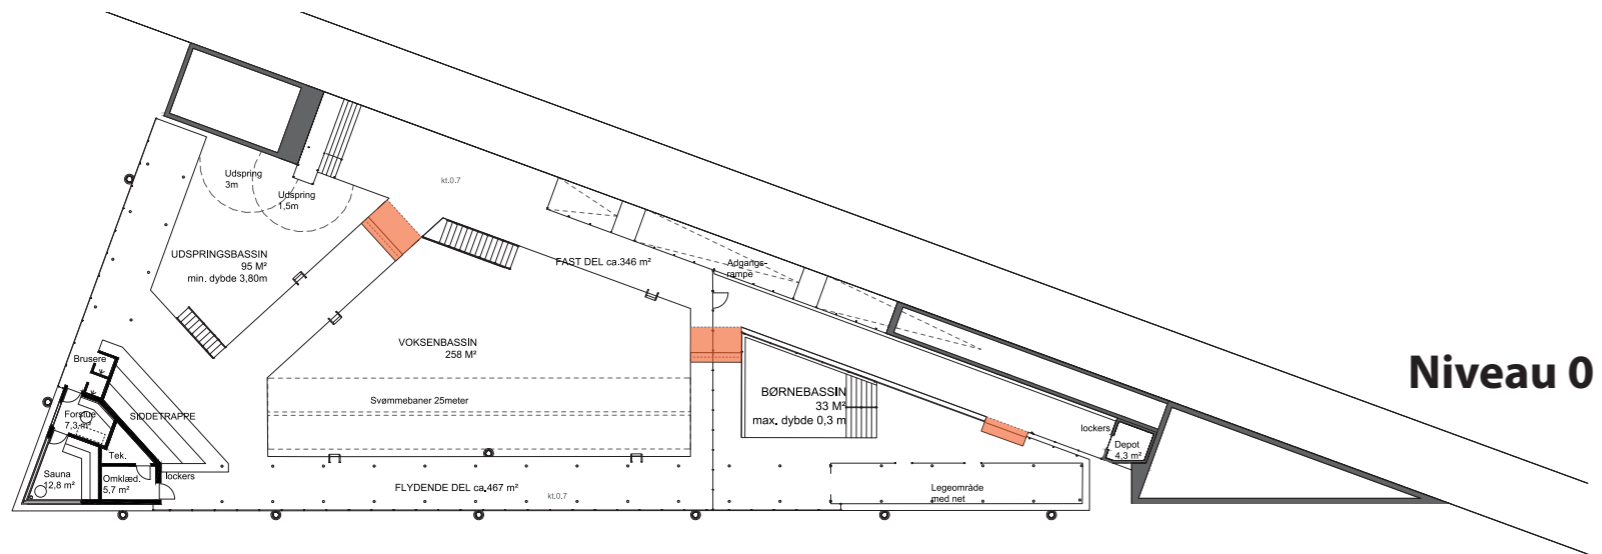 Udspring
3m
Udspring
1,5m
kt.0.7
UDSPRINGSBASSIN
95 M²
min. dybde 3,80m
FAST DEL ca.346 m²
Adgangs-
rampe
VOKSENBASSIN
258 M²
Niveau 0
Brusere
BØRNEBASSIN
33 M²
max. dybde 0,3 m
Svømmebaner 25meter
Forstue
7,3 m²
SIDDETRAPPE
lockers
Depot
4,3 m²
Tek.
Sauna
12,8 m²
Omklæd.
5,7 m²
lockers
FLYDENDE DEL ca.467 m²
kt.0.7
Legeområde
med net